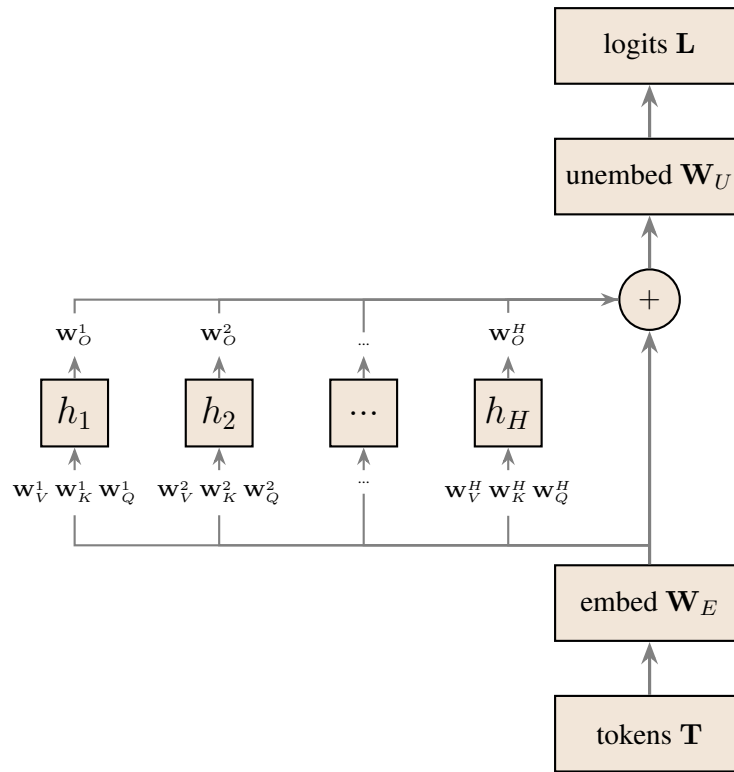 logits L
unembed W_U
+
w_O^1 w_O^2 ... w_O^H
h_1 h_2 ... h_H
w_V^1 w_K^1 w_Q^1 w_V^2 w_K^2 w_Q^2 ... w_V^H w_K^H w_Q^H
embed W_E
tokens T